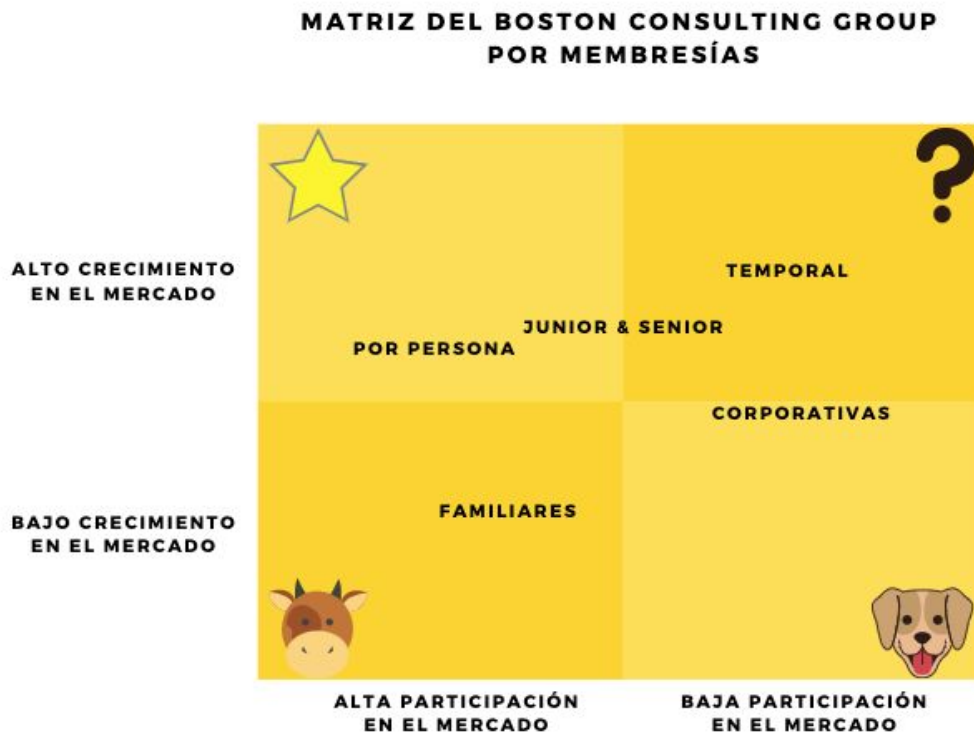 MATRIZ DEL BOSTON CONSULTING GROUP
POR MEMBRESÍAS
?
ALTO CRECIMIENTO
EN EL MERCADO
TEMPORAL
JUNIOR & SENIOR
POR PERSONA
CORPORATIVAS
FAMILIARES
BAJO CRECIMIENTO
EN EL MERCADO
ALTA PARTICIPACIÓN
EN EL MERCADO
BAJA PARTICIPACIÓN
EN EL MERCADO